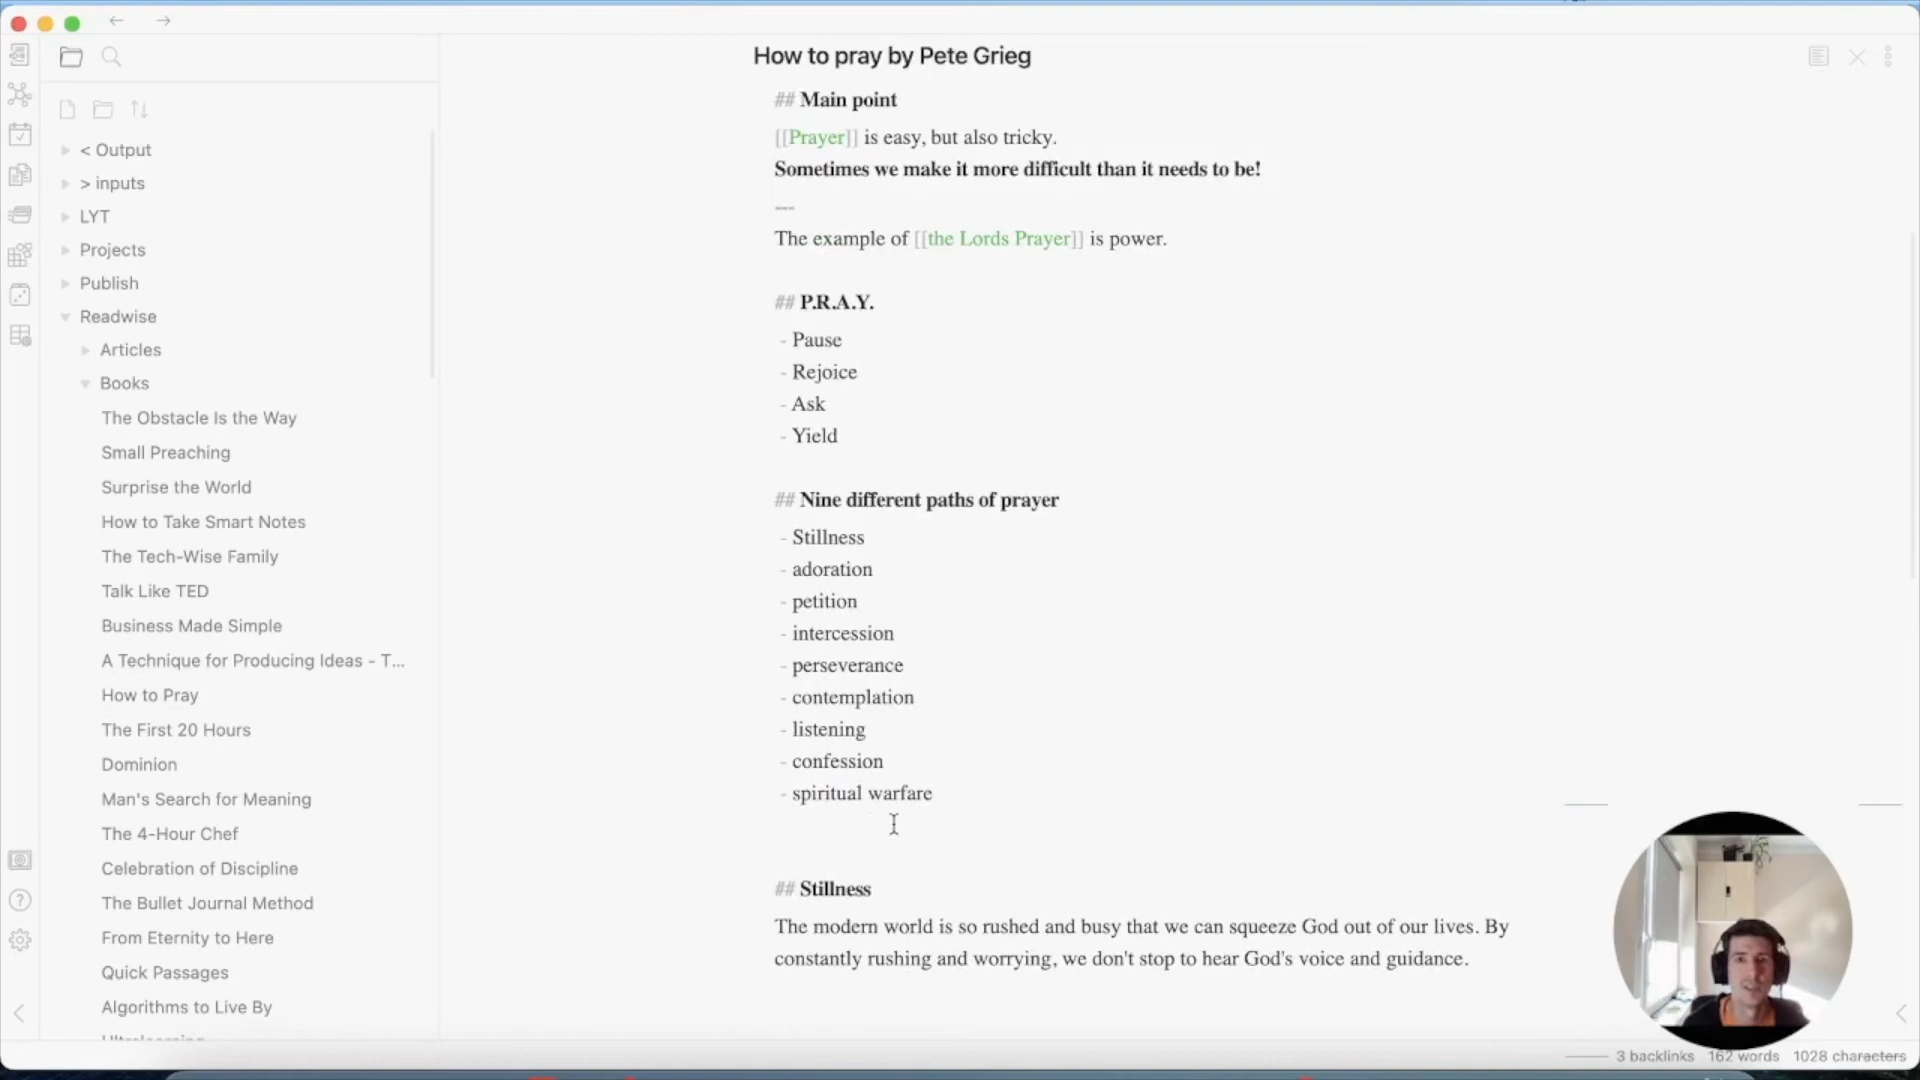 How to pray by Pete Grieg
< Output
> inputs
LYT
Projects
Publish
Readwise
Articles
Books
The Obstacle Is the Way
Small Preaching
Surprise the World
How to Take Smart Notes
The Tech-Wise Family
Talk Like TED
Business Made Simple
A Technique for Producing Ideas - T...
How to Pray
The First 20 Hours
Dominion
Man's Search for Meaning
The 4-Hour Chef
Celebration of Discipline
The Bullet Journal Method
From Eternity to Here
Quick Passages
Algorithms to Live By
## Main point
[[Prayer]] is easy, but also tricky.
Sometimes we make it more difficult than it needs to be!
---
The example of [[the Lords Prayer]] is power.
## P.R.A.Y.
- Pause
- Rejoice
- Ask
- Yield
## Nine different paths of prayer
- Stillness
- adoration
- petition
- intercession
- perseverance
- contemplation
- listening
- confession
- spiritual warfare
## Stillness
The modern world is so rushed and busy that we can squeeze God out of our lives. By
constantly rushing and worrying, we don't stop to hear God's voice and guidance.
3 backlinks 162 words 1028 characters